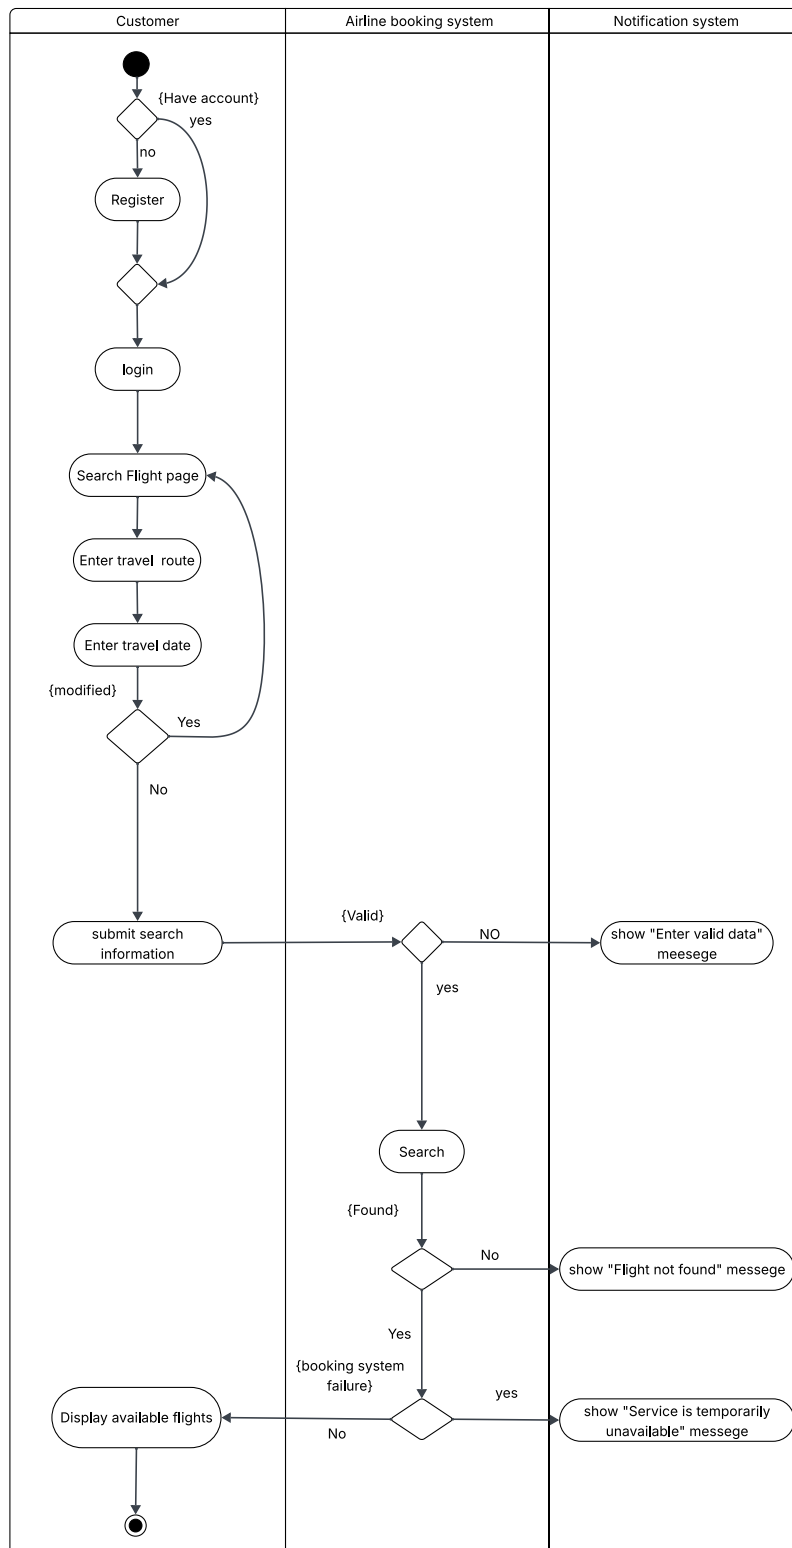 Customer
Airline booking system
Notification system
{Have account}
yes
no
Register
login
Search Flight page
Enter travel route
Enter travel date
{modified}
Yes
No
submit search
information
{Valid}
NO
show "Enter valid data"
meesege
yes
Search
{Found}
No
show "Flight not found" messege
Yes
{booking system
failure}
yes
show "Service is temporarily
unavailable" messege
No
Display available flights